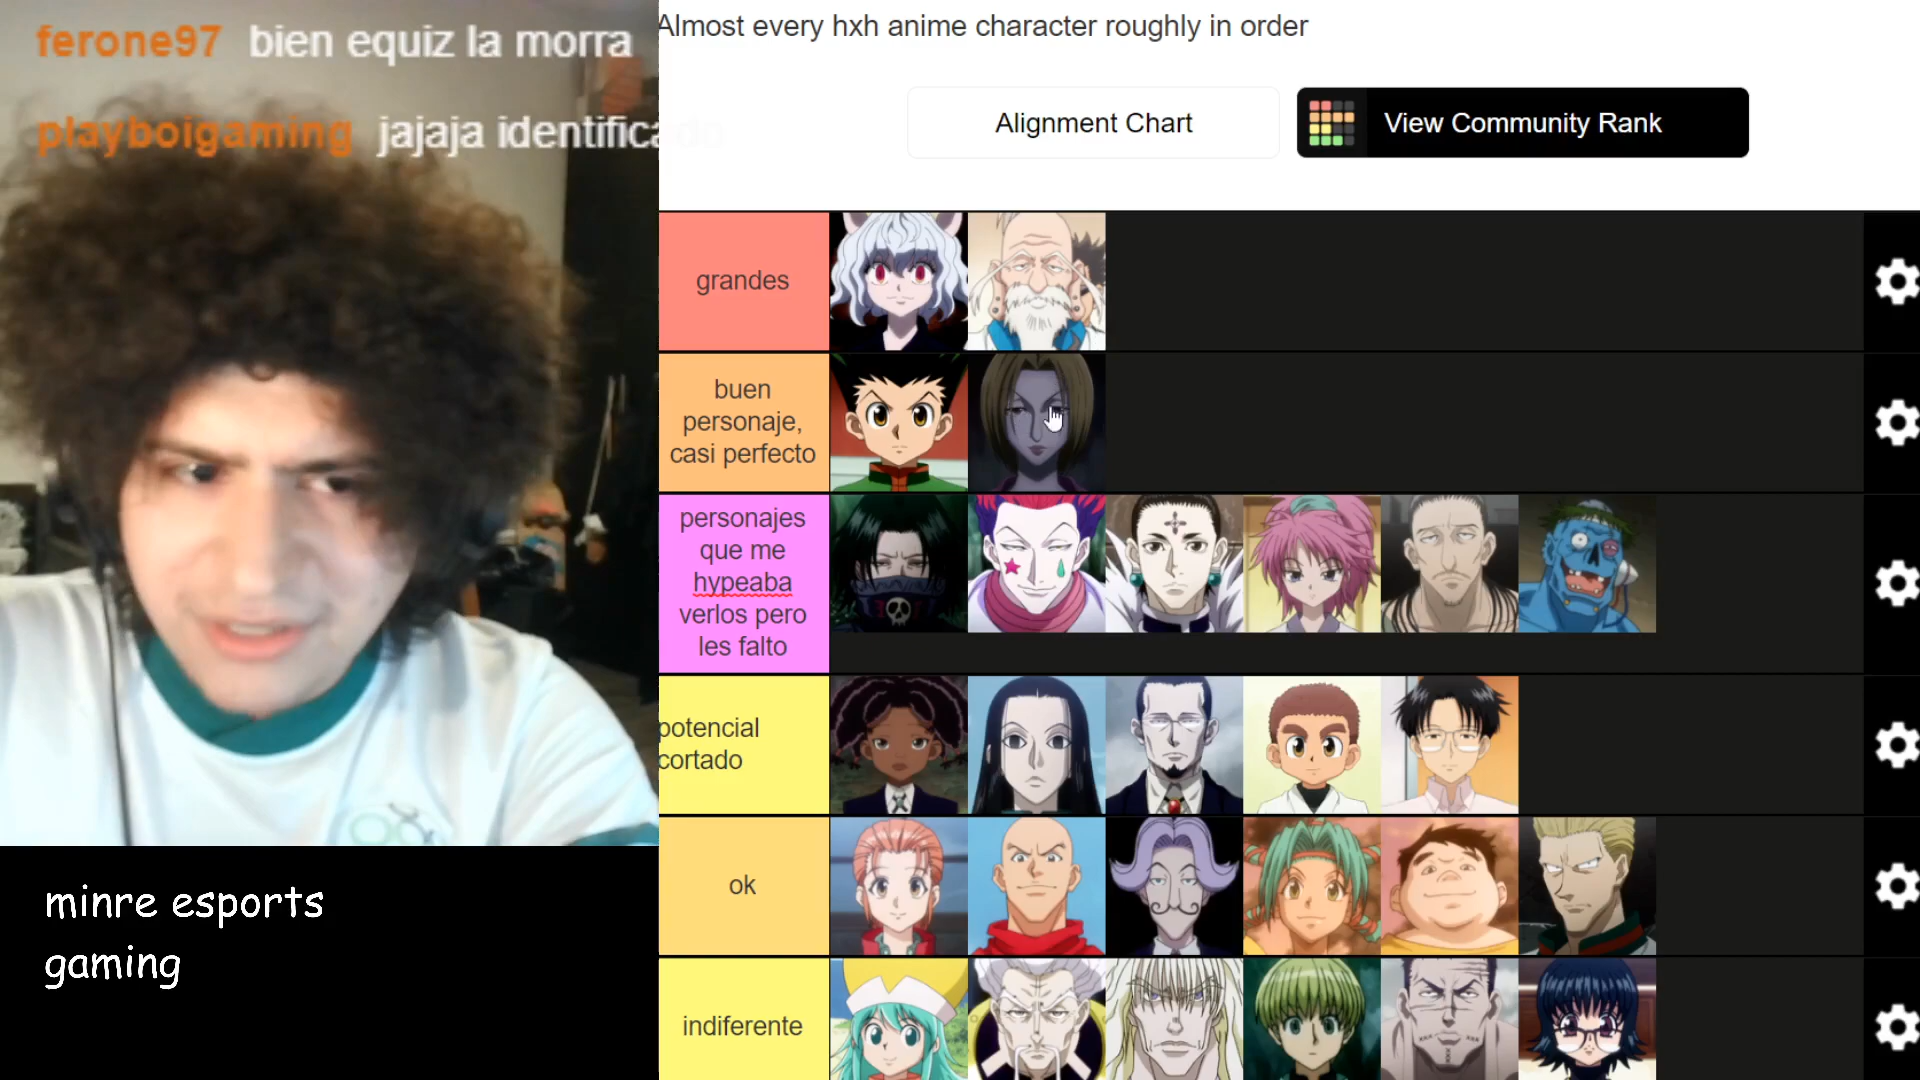 ferone97 bien equiz la morra
playboigaming jajaja identificado
Almost every hxh anime character roughly in order
Alignment Chart
View Community Rank
grandes
buen
personaje,
casi perfecto
personajes
que me
hypeaba
verlos pero
les falto
potencial
cortado
ok
indiferente
minre esports
gaming